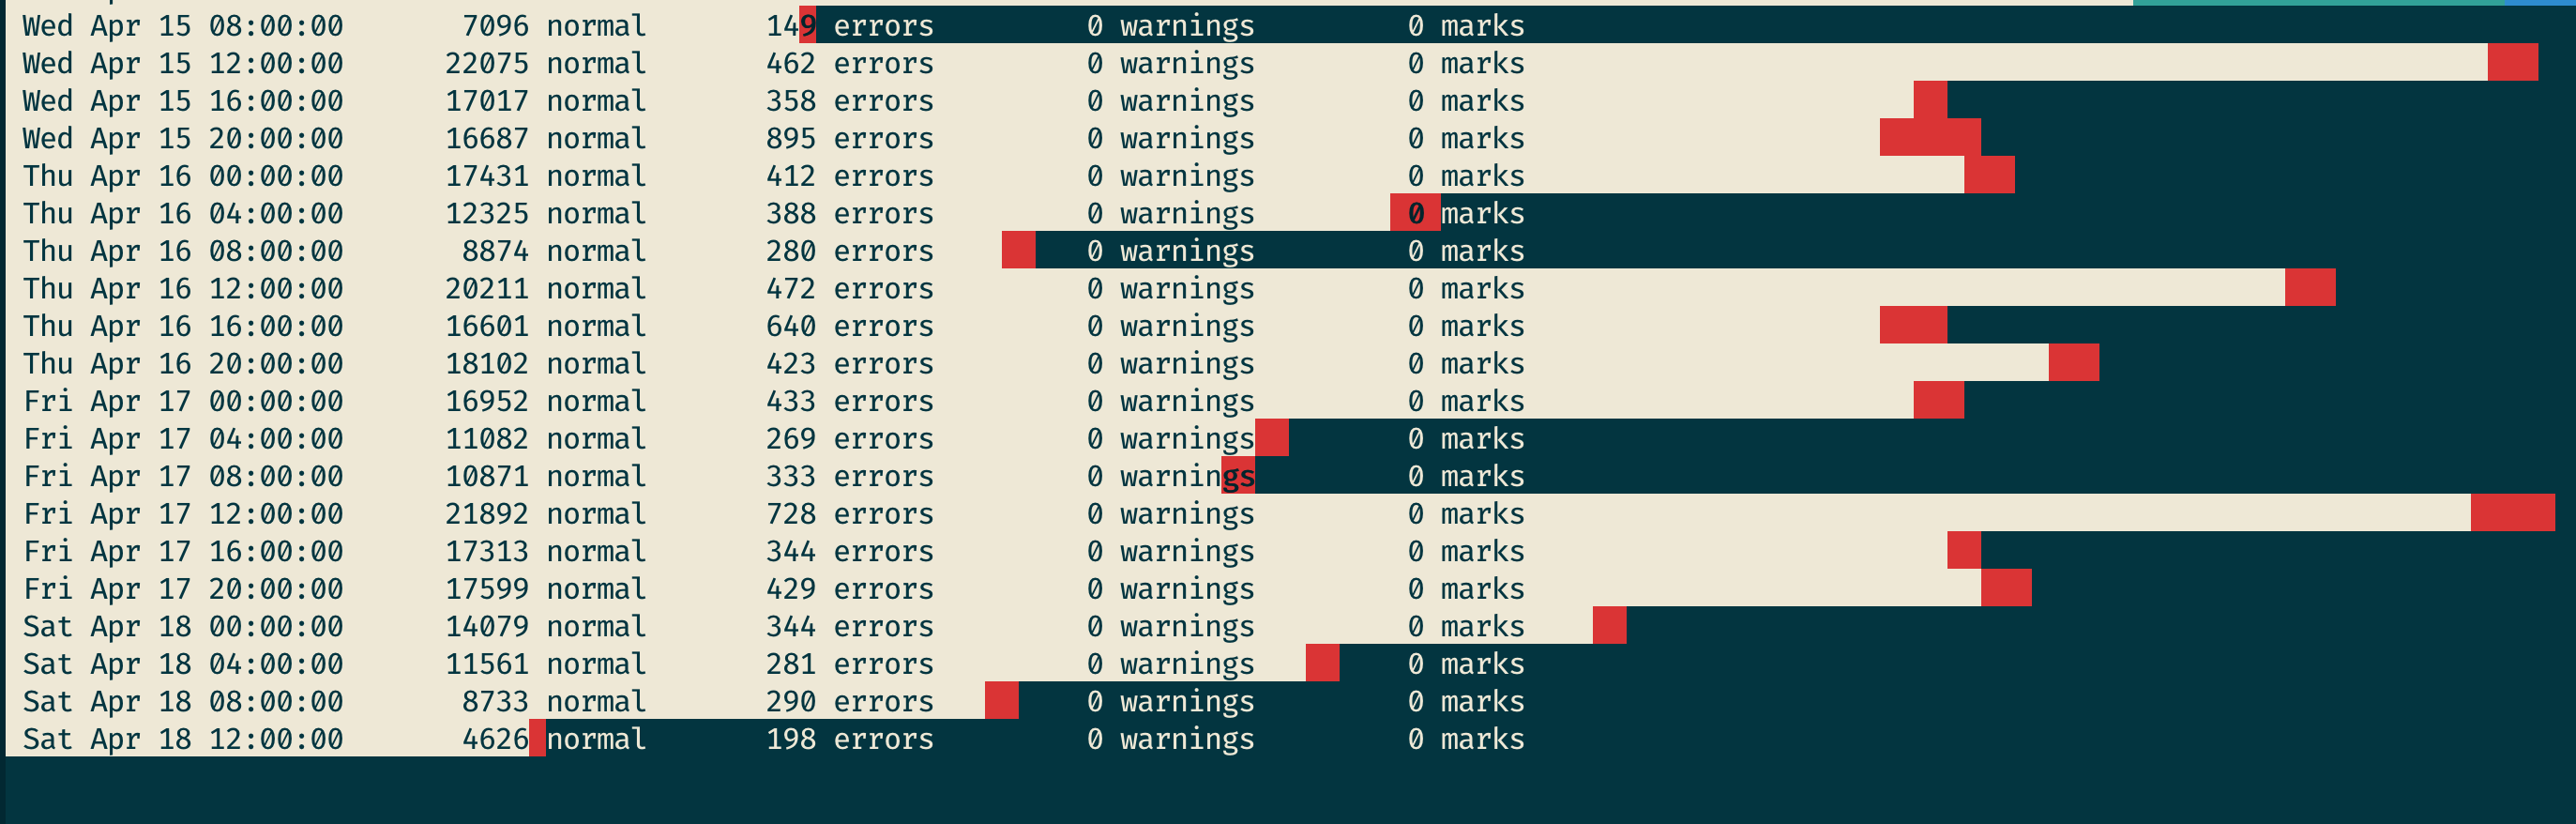 Wed Apr 15 08:00:00 7096 normal 149 errors 0 warnings 0 marks
Wed Apr 15 12:00:00 22075 normal 462 errors 0 warnings 0 marks
Wed Apr 15 16:00:00 17017 normal 358 errors 0 warnings 0 marks
Wed Apr 15 20:00:00 16687 normal 895 errors 0 warnings 0 marks
Thu Apr 16 00:00:00 17431 normal 412 errors 0 warnings 0 marks
Thu Apr 16 04:00:00 12325 normal 388 errors 0 warnings 0 marks
Thu Apr 16 08:00:00 8874 normal 280 errors 0 warnings 0 marks
Thu Apr 16 12:00:00 20211 normal 472 errors 0 warnings 0 marks
Thu Apr 16 16:00:00 16601 normal 640 errors 0 warnings 0 marks
Thu Apr 16 20:00:00 18102 normal 423 errors 0 warnings 0 marks
Fri Apr 17 00:00:00 16952 normal 433 errors 0 warnings 0 marks
Fri Apr 17 04:00:00 11082 normal 269 errors 0 warnings 0 marks
Fri Apr 17 08:00:00 10871 normal 333 errors 0 warnings 0 marks
Fri Apr 17 12:00:00 21892 normal 728 errors 0 warnings 0 marks
Fri Apr 17 16:00:00 17313 normal 344 errors 0 warnings 0 marks
Fri Apr 17 20:00:00 17599 normal 429 errors 0 warnings 0 marks
Sat Apr 18 00:00:00 14079 normal 344 errors 0 warnings 0 marks
Sat Apr 18 04:00:00 11561 normal 281 errors 0 warnings 0 marks
Sat Apr 18 08:00:00 8733 normal 290 errors 0 warnings 0 marks
Sat Apr 18 12:00:00 4626 normal 198 errors 0 warnings 0 marks